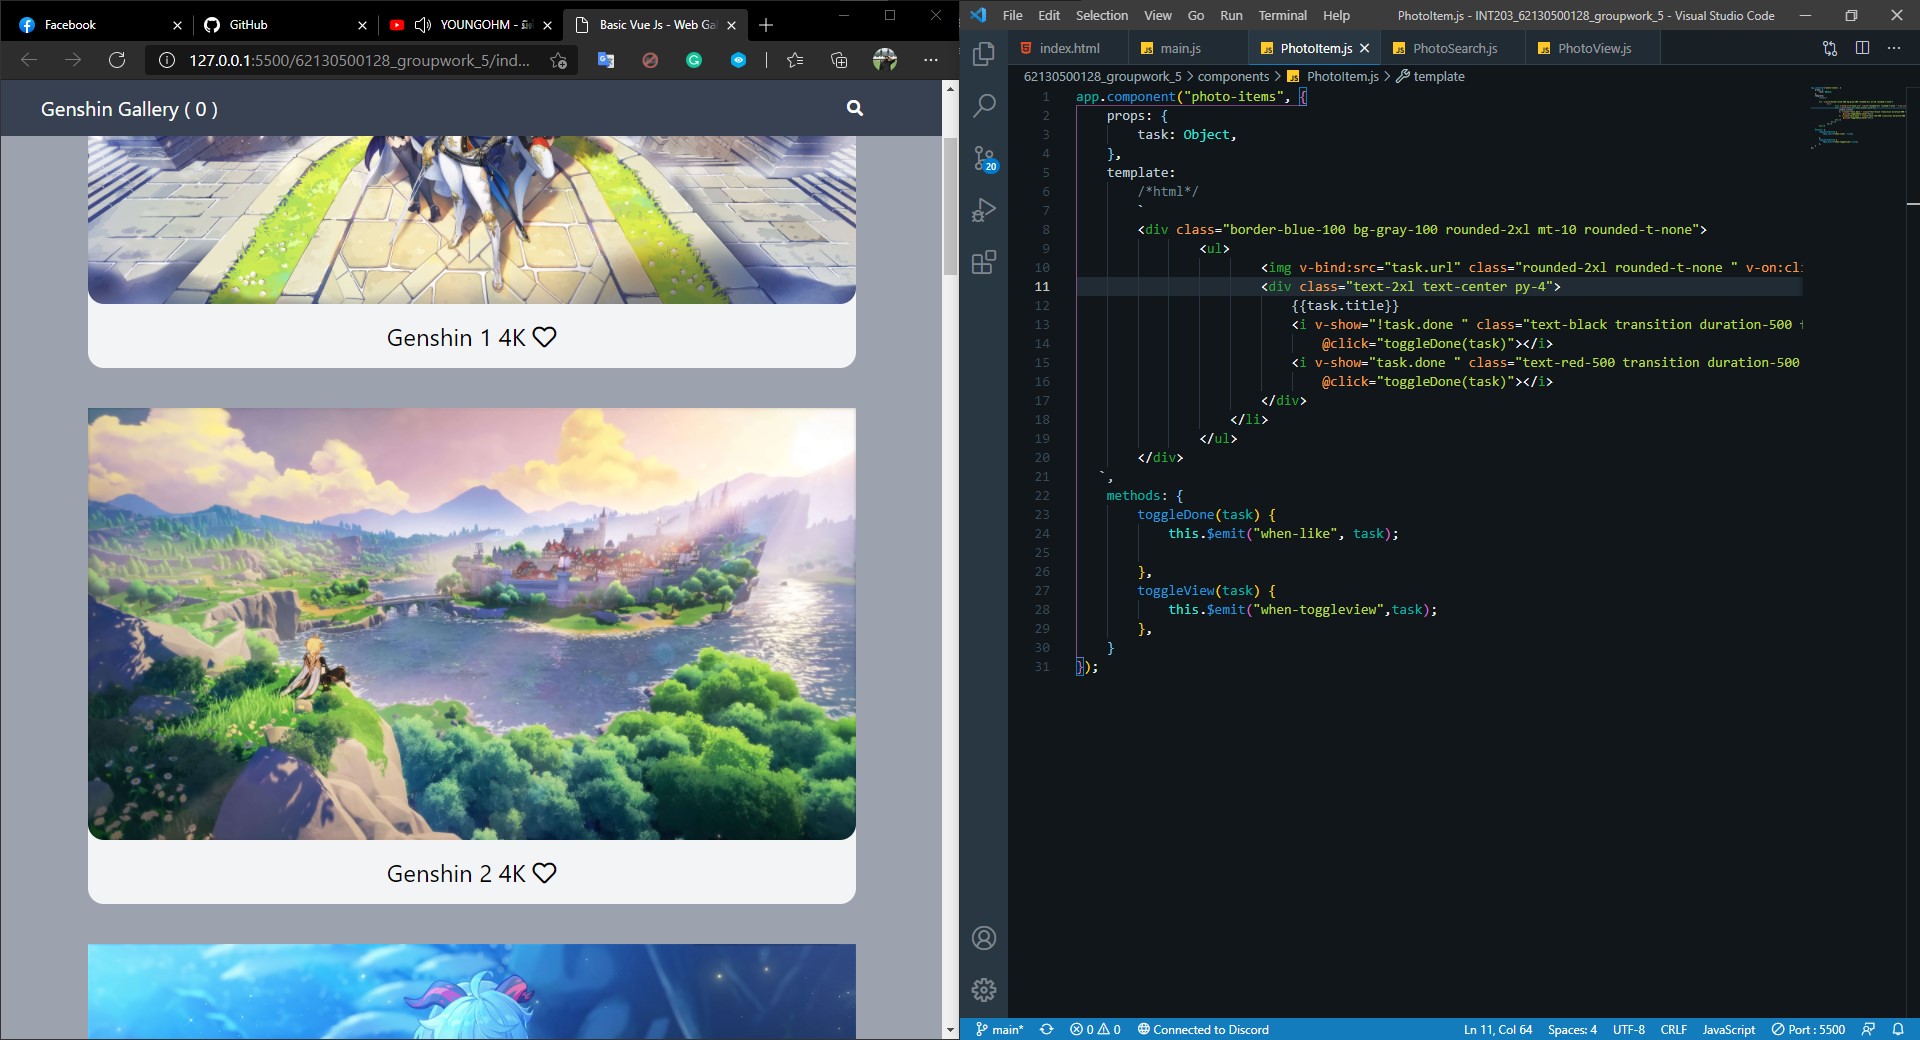 Facebook
GitHub
YOUNGOHM -
Basic Vue Js - Web Ga
127.0.0.1:5500/62130500128_groupwork_5/ind...
Genshin Gallery ( 0 )
Genshin 1 4K
Genshin 2 4K
File Edit Selection View Go Run Terminal Help
PhotoItem.js - INT203_62130500128_groupwork_5 - Visual Studio Code
index.html
JS main.js
JS PhotoItem.js
JS PhotoSearch.js
JS PhotoView.js
62130500128_groupwork_5 > components > JS PhotoItem.js > template
20
1 app.component("photo-items", {
2 props: {
3 task: Object,
4 },
5 template:
6 /*html*/
7 `
8 <div class="border-blue-100 bg-gray-100 rounded-2xl mt-10 rounded-t-none">
9 <ul>
10 <img v-bind:src="task.url" class="rounded-2xl rounded-t-none " v-on:cli
11 <div class="text-2xl text-center py-4">
12 {{task.title}}
13 <i v-show="!task.done " class="text-black transition duration-500
14 @click="toggleDone(task)"></i>
15 <i v-show="task.done " class="text-red-500 transition duration-500
16 @click="toggleDone(task)"></i>
17 </div>
18 </li>
19 </ul>
20 </div>
21 `,
22 methods: {
23 toggleDone(task) {
24 this.$emit("when-like", task);
25
26 },
27 toggleView(task) {
28 this.$emit("when-toggleview",task);
29 },
30 }
31 });
main* 0 0 Connected to Discord
Ln 11, Col 64 Spaces: 4 UTF-8 CRLF JavaScript Port : 5500